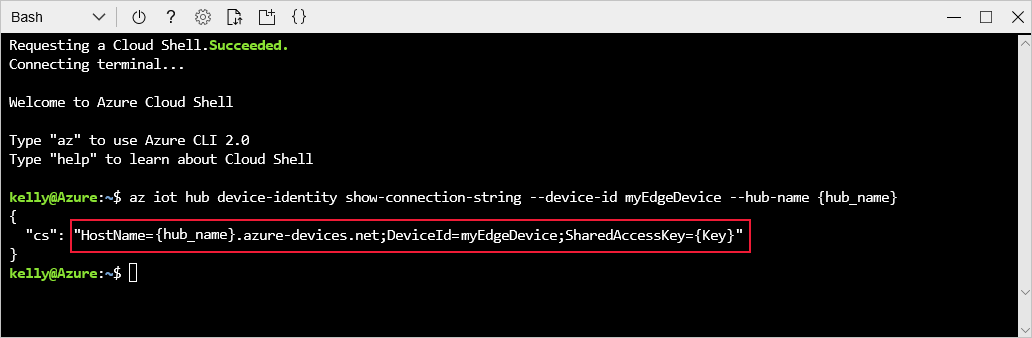 Bash
Requesting a Cloud Shell.Succeeded.
Connecting terminal...
Welcome to Azure Cloud Shell
Type "az" to use Azure CLI 2.0
Type "help" to learn about Cloud Shell
kelly@Azure:~$ az iot hub device-identity show-connection-string --device-id myEdgeDevice --hub-name {hub_name}
{
  "cs": "HostName={hub_name}.azure-devices.net;DeviceId=myEdgeDevice;SharedAccessKey={Key}"
}
kelly@Azure:~$